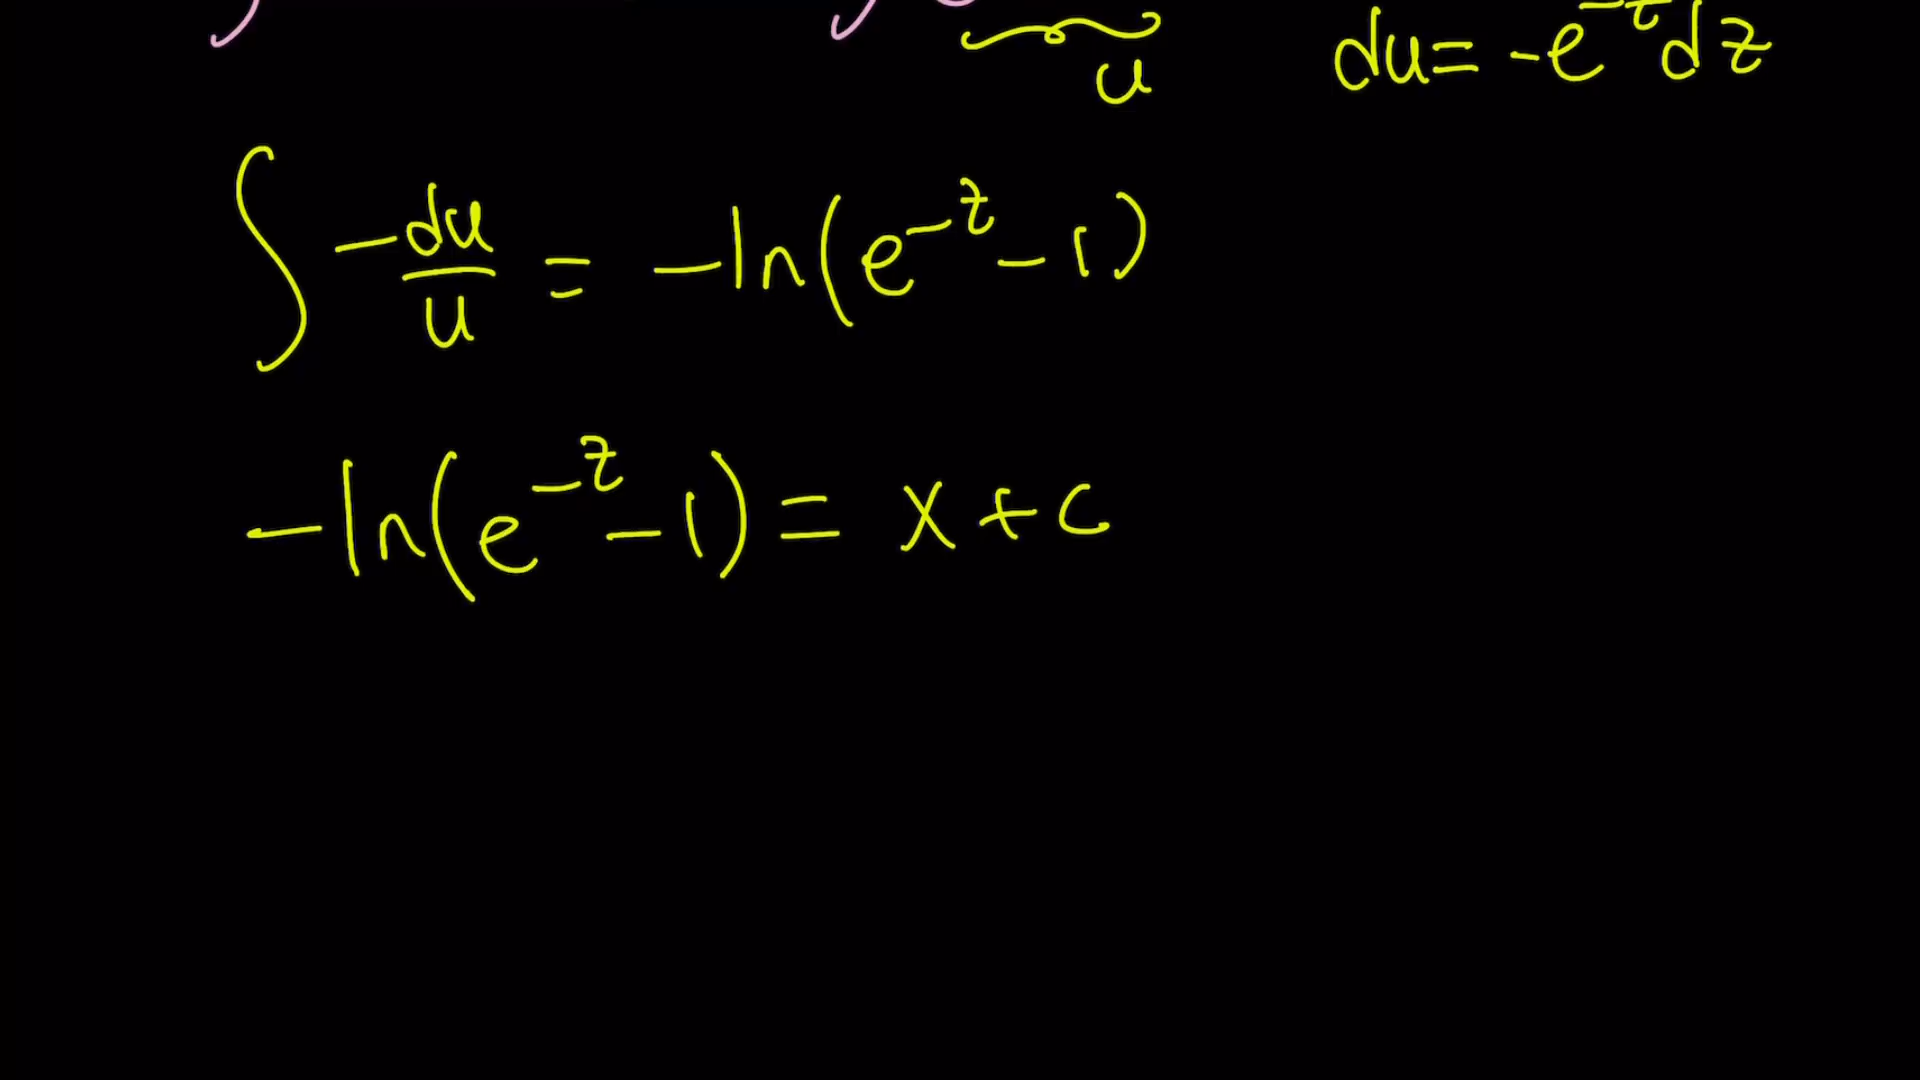 u du = -e^{-z} dz
∫ -du/u = -ln(e^{-z} - 1)
-ln(e^{-z} - 1) = x + c